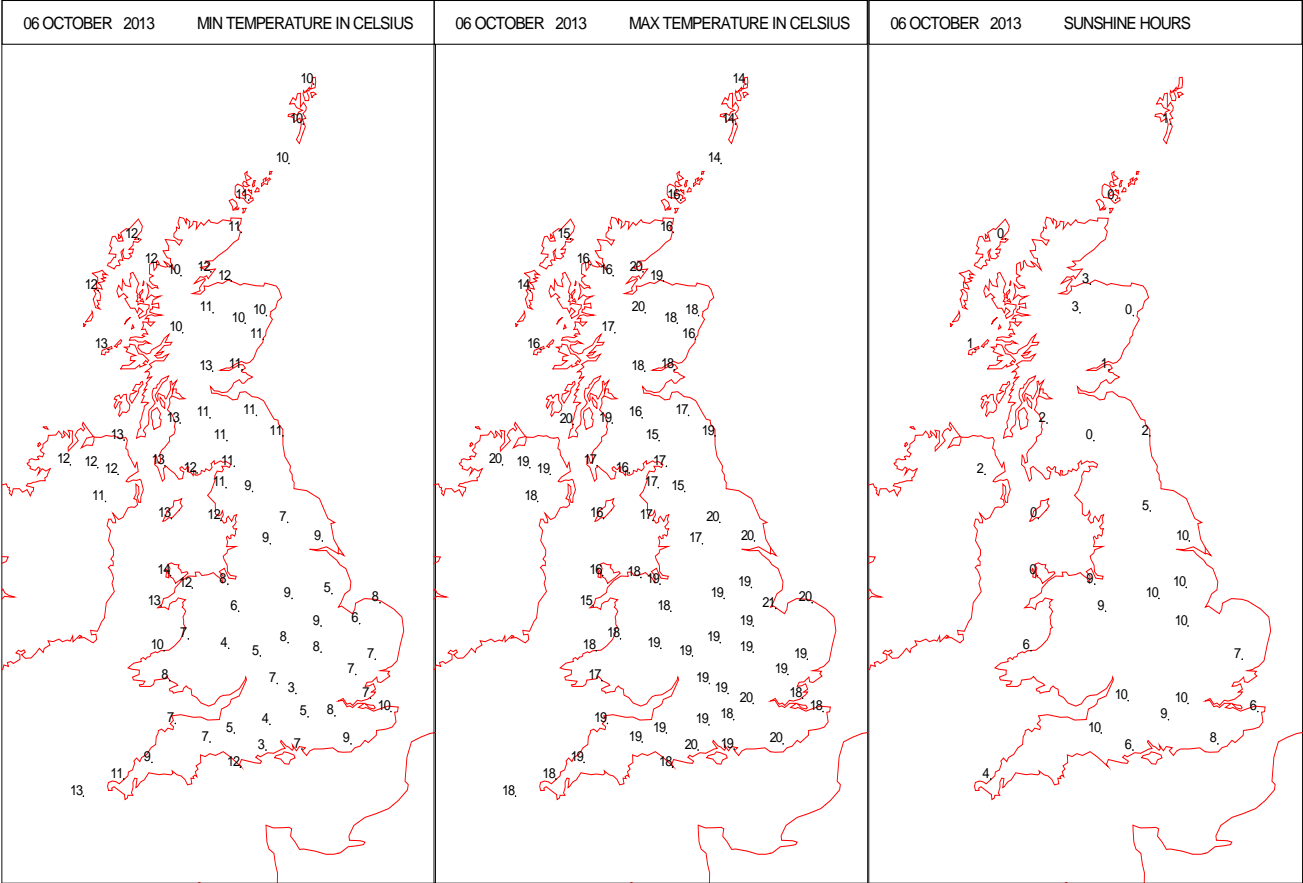 06 OCTOBER 2013 MIN TEMPERATURE IN CELSIUS
10
10
10
11
11
12
12 10 12 12
12
11 10 10
10 11
13
13 11
13 11 11
13 11 11
12 12 12 13 12 11
11 11 9
13 12 7
9 9
14 12 8
13 6 9 5 8
9 6
10 7 4 5 8 8 7
8 7 3 7 7
7 5 4 5 8 10
9 7 3 7 9
11 12
13
06 OCTOBER 2013 MAX TEMPERATURE IN CELSIUS
14
14
14
16
16
15
16 16 20 19
14
20 18 18
17 16
16
18 18
20 19 16 17
15 19
20 19 19 17 16 17
18 17 15
16 17 20
17 20
16 18 19
15 18 19 19 21 20
19
18 18 19 19 19 19 19
17 19 19 20 19 18
19 19 19 18 18
19 19 18 19 20
18 18
18
06 OCTOBER 2013 SUNSHINE HOURS
1
0
0
3
3 0
1
1
2
0 2
2
5
0
10
0 9
9 10 10
10
6 7
10 10 6
10 9
6 8
4